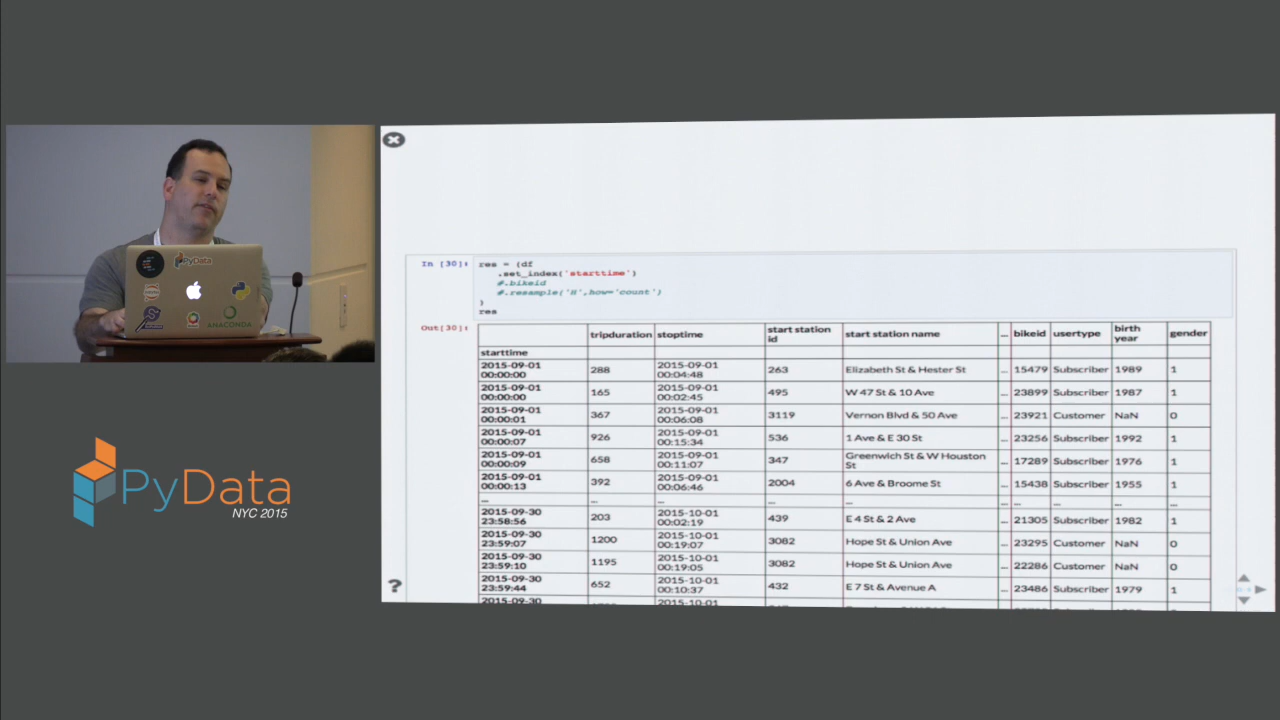 PyData
ANACONDA
PyData
NYC 2015
In [30]: res = (df
.set_index('starttime')
#.bikeid
#.resample('H',how='count')
)
res
Out[30]:
tripduration stoptime start station id start station name ... bikeid usertype birth year gender
starttime
2015-09-01 00:00:00 288 2015-09-01 00:04:48 263 Elizabeth St & Hester St ... 15479 Subscriber 1989 1
2015-09-01 00:00:00 165 2015-09-01 00:02:45 495 W 47 St & 10 Ave ... 23899 Subscriber 1987 1
2015-09-01 00:00:01 367 2015-09-01 00:06:08 3119 Vernon Blvd & 50 Ave ... 23921 Customer NaN 0
2015-09-01 00:00:07 926 2015-09-01 00:15:34 536 1 Ave & E 30 St ... 23256 Subscriber 1992 1
2015-09-01 00:00:09 658 2015-09-01 00:11:07 347 Greenwich St & W Houston St ... 17289 Subscriber 1976 1
2015-09-01 00:00:13 392 2015-09-01 00:06:46 2004 6 Ave & Broome St ... 15438 Subscriber 1955 1
... ... ... ... ... ... ... ... ... ...
2015-09-30 23:58:56 203 2015-10-01 00:02:19 439 E 4 St & 2 Ave ... 21305 Subscriber 1982 1
2015-09-30 23:59:07 1200 2015-10-01 00:19:07 3082 Hope St & Union Ave ... 23295 Customer NaN 0
2015-09-30 23:59:10 1195 2015-10-01 00:19:05 3082 Hope St & Union Ave ... 22286 Customer NaN 0
2015-09-30 23:59:44 652 2015-10-01 00:10:37 432 E 7 St & Avenue A ... 23486 Subscriber 1979 1
2015-09-30 2015-10-01
?